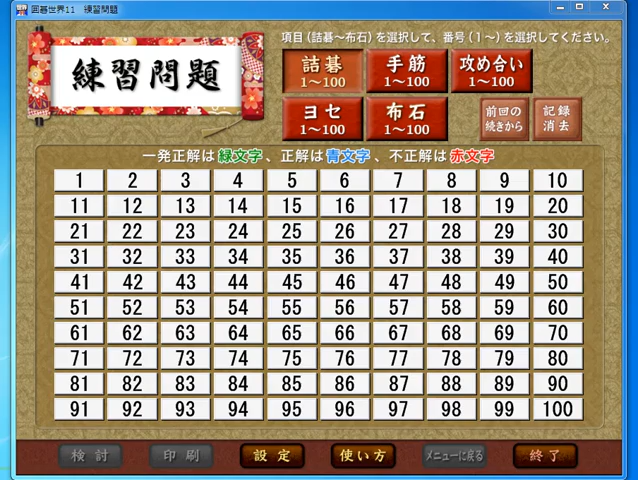 囲碁世界11 練習問題
練習問題
項目(詰碁～布石)を選択して、番号(1～)を選択してください。
詰碁 手筋 攻め合い
1～100 1～100 1～100
ヨセ 布石 前回の 記録
1～100 1～100 続きから 消去
一発正解は緑文字、正解は青文字、不正解は赤文字
1 2 3 4 5 6 7 8 9 10
11 12 13 14 15 16 17 18 19 20
21 22 23 24 25 26 27 28 29 30
31 32 33 34 35 36 37 38 39 40
41 42 43 44 45 46 47 48 49 50
51 52 53 54 55 56 57 58 59 60
61 62 63 64 65 66 67 68 69 70
71 72 73 74 75 76 77 78 79 80
81 82 83 84 85 86 87 88 89 90
91 92 93 94 95 96 97 98 99 100
検討 印刷 設定 使い方 メニューに戻る 終了